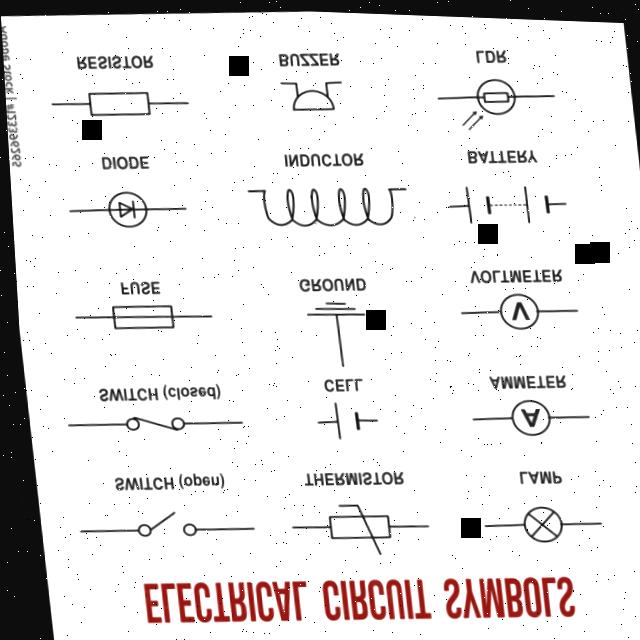 ELECTRICAL CIRCUIT SYMBOLS
SWITCH (open)
THERMISTOR
LAMP
SWITCH (closed)
CELL
AMMETER
A
FUSE
GROUND
VOLTMETER
V
DIODE
INDUCTOR
BATTERY
RESISTOR
BUZZER
LDR
Adobe Stock |